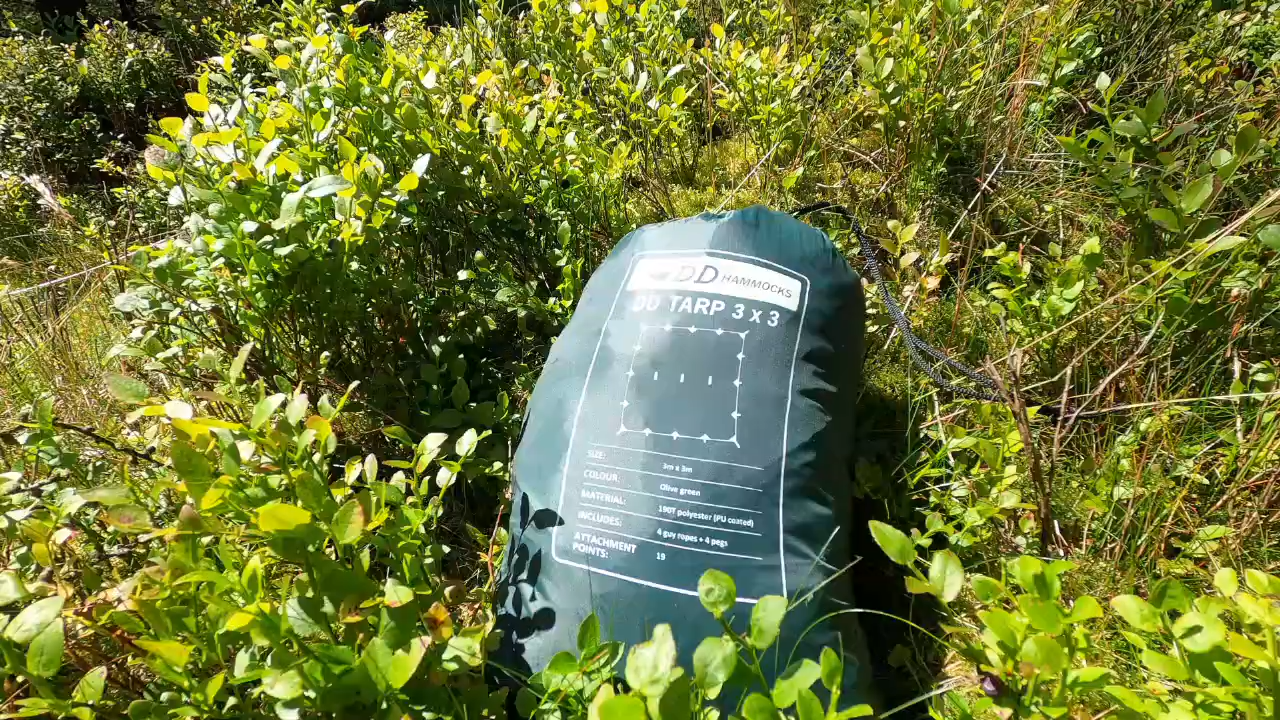 DD HAMMOCKS
DD TARP 3 x 3
SIZE: 3m x 3m
COLOUR: Olive green
MATERIAL: 190T polyester (PU coated)
INCLUDES: 4 guy ropes + 4 pegs
ATTACHMENT
POINTS: 19